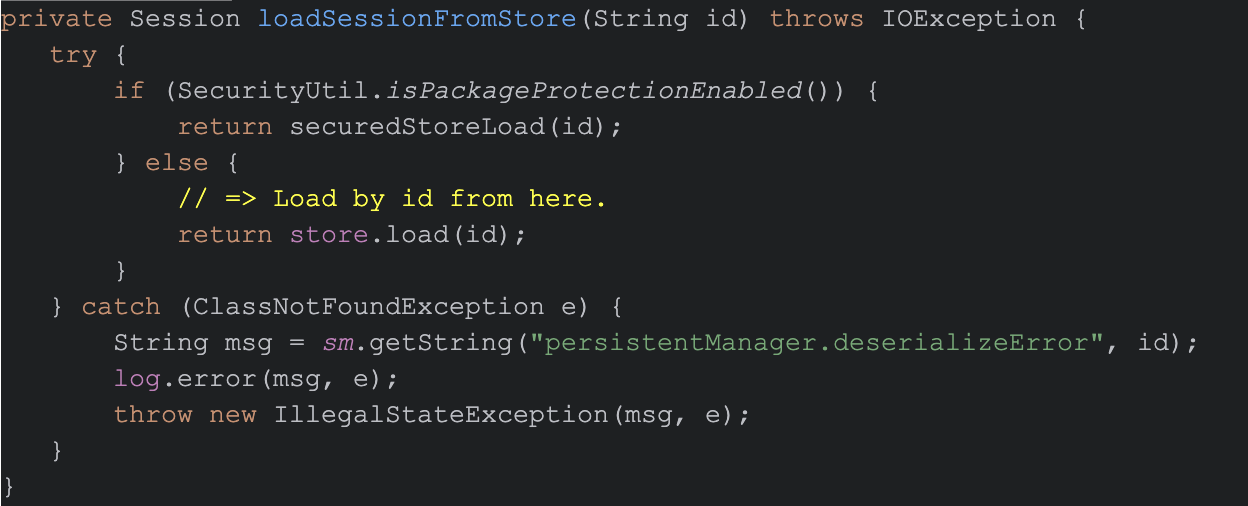 private Session loadSessionFromStore(String id) throws IOException {
try {
if (SecurityUtil.isPackageProtectionEnabled()) {
return securedStoreLoad(id);
} else {
// => Load by id from here.
return store.load(id);
}
} catch (ClassNotFoundException e) {
String msg = sm.getString("persistentManager.deserializeError", id);
log.error(msg, e);
throw new IllegalStateException(msg, e);
}
}